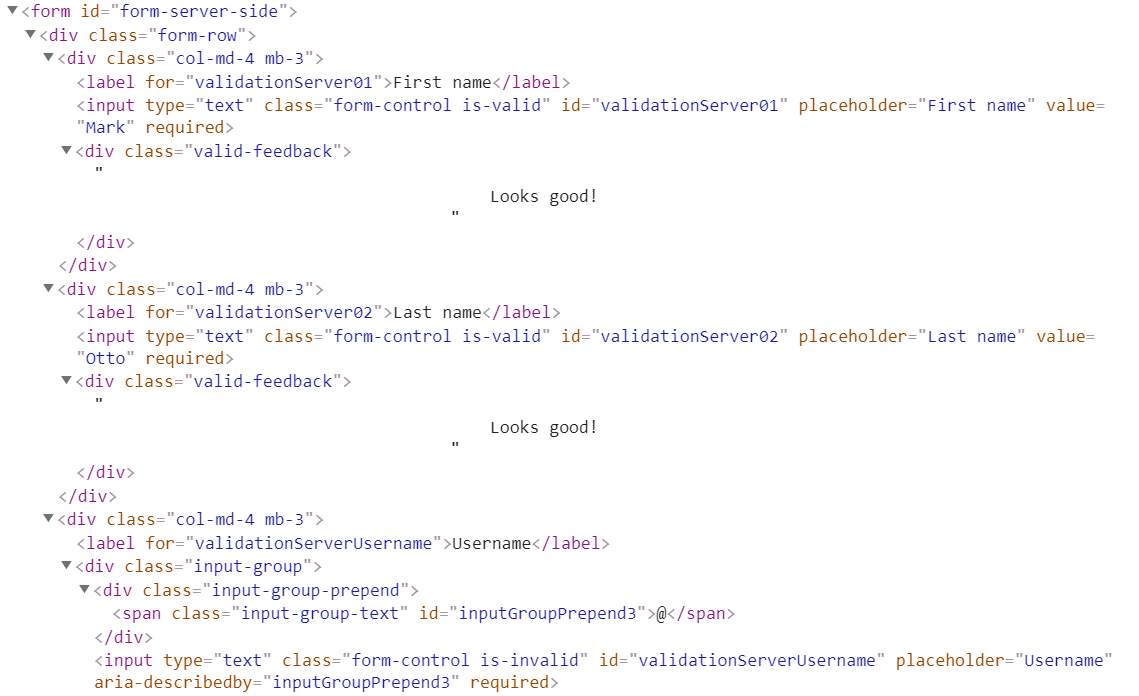 ▼<form id="form-server-side">
▼<div class="form-row">
▼<div class="col-md-4 mb-3">
<label for="validationServer01">First name</label>
<input type="text" class="form-control is-valid" id="validationServer01" placeholder="First name" value=
"Mark" required>
▼<div class="valid-feedback">
"
Looks good!
"
</div>
</div>
▼<div class="col-md-4 mb-3">
<label for="validationServer02">Last name</label>
<input type="text" class="form-control is-valid" id="validationServer02" placeholder="Last name" value=
"Otto" required>
▼<div class="valid-feedback">
"
Looks good!
"
</div>
</div>
▼<div class="col-md-4 mb-3">
<label for="validationServerUsername">Username</label>
▼<div class="input-group">
▼<div class="input-group-prepend">
<span class="input-group-text" id="inputGroupPrepend3">@</span>
</div>
<input type="text" class="form-control is-invalid" id="validationServerUsername" placeholder="Username"
aria-describedby="inputGroupPrepend3" required>